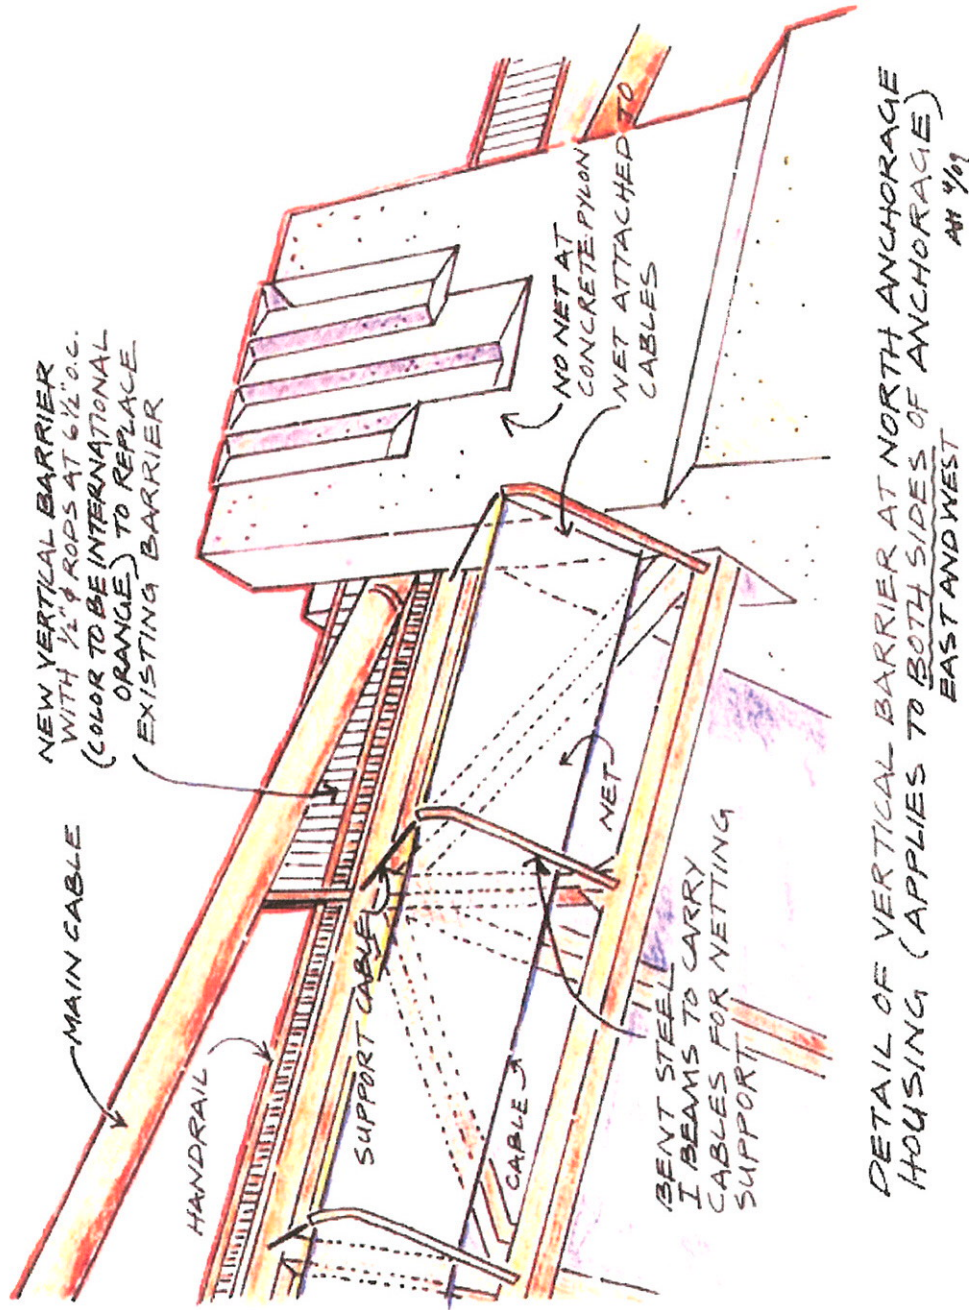 NEW VERTICAL BARRIER
WITH 1/2"φ RODS AT 6 1/2" O.C.
(COLOR TO BE INTERNATIONAL
ORANGE) TO REPLACE
EXISTING BARRIER
MAIN CABLE
HANDRAIL
SUPPORT CABLE
CABLE
BENT STEEL
I BEAMS TO CARRY
CABLES FOR NETTING
SUPPORT
NET
NO NET AT
CONCRETE PYLON
NET ATTACHED TO
CABLES
DETAIL OF VERTICAL BARRIER AT NORTH ANCHORAGE
HOUSING (APPLIES TO BOTH SIDES OF ANCHORAGE)
EAST AND WEST